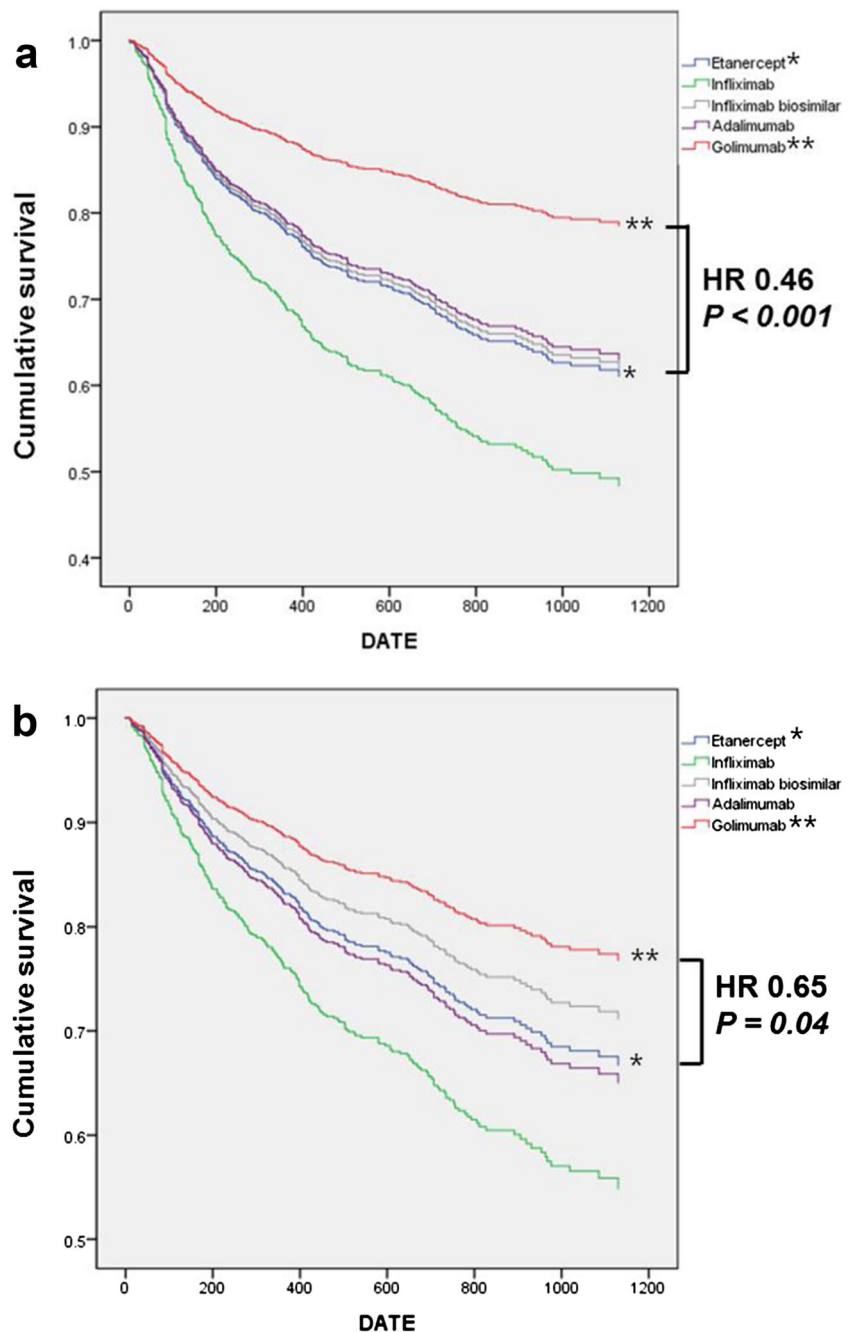 a
Cumulative survival
1.0
0.9
0.8
0.7
0.6
0.5
0.4
0 200 400 600 800 1000 1200
DATE
Etanercept *
Infliximab
Infliximab biosimilar
Adalimumab
Golimumab **
**
*
HR 0.46
P < 0.001
b
Cumulative survival
1.0
0.9
0.8
0.7
0.6
0.5
0 200 400 600 800 1000 1200
DATE
Etanercept *
Infliximab
Infliximab biosimilar
Adalimumab
Golimumab **
**
*
HR 0.65
P = 0.04